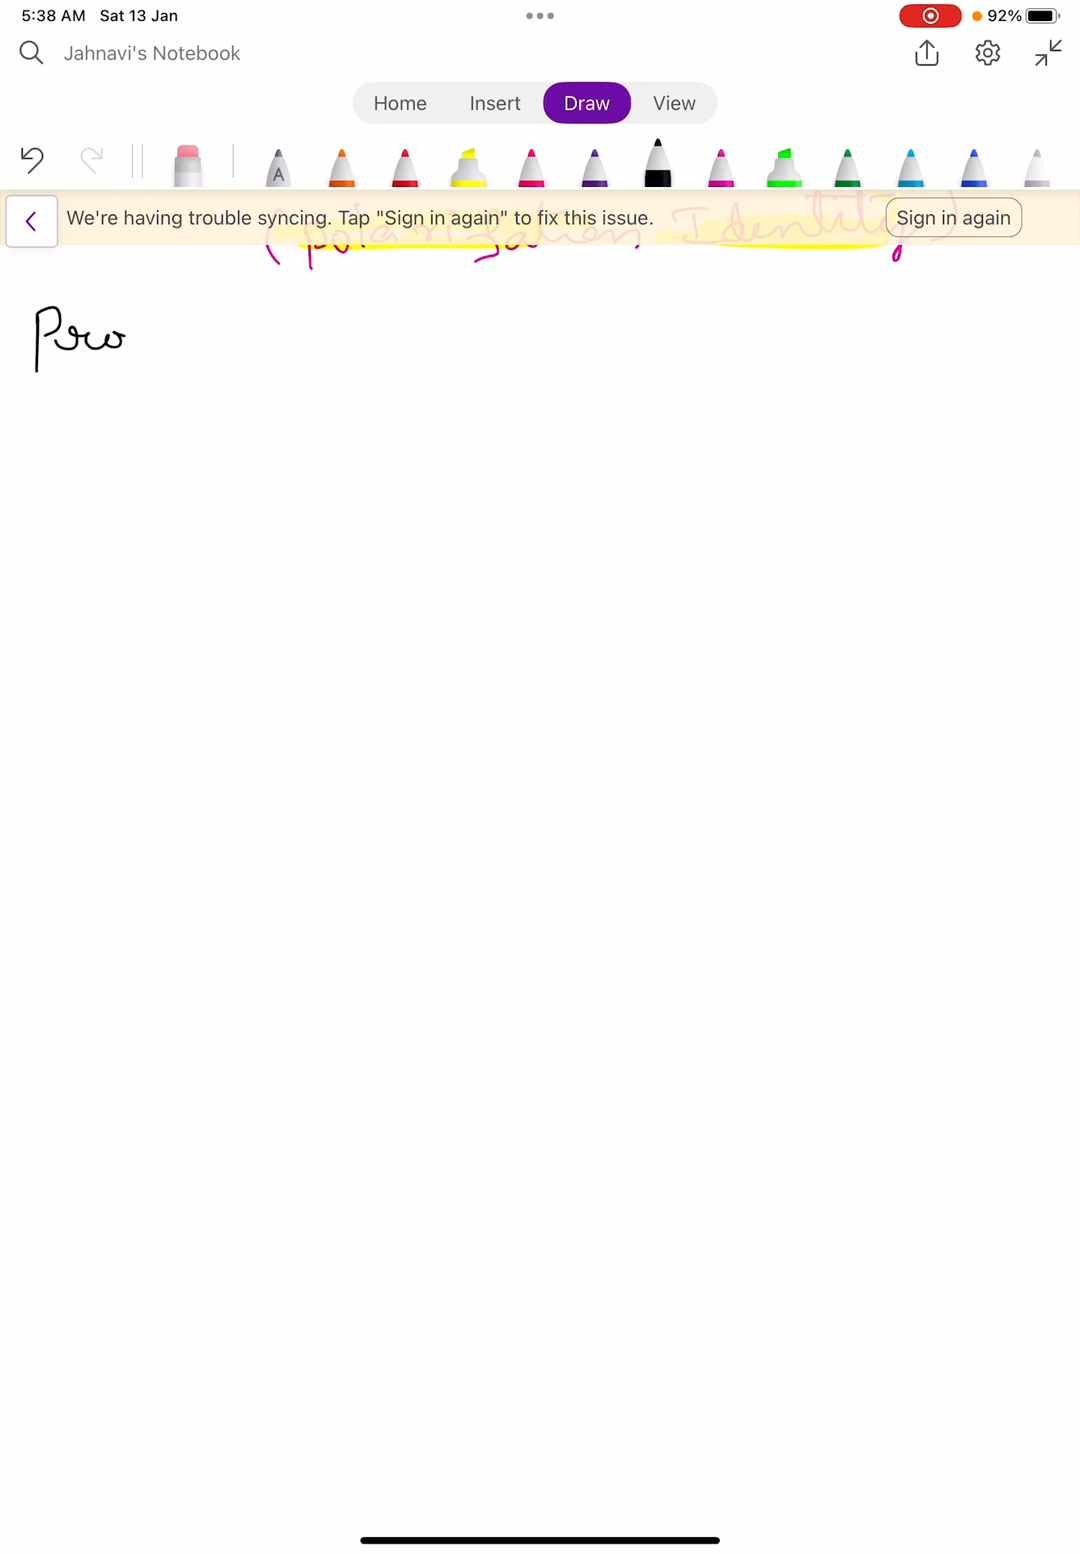 5:38 AM Sat 13 Jan 92%
Jahnavi's Notebook
Home Insert Draw View
A
We're having trouble syncing. Tap "Sign in again" to fix this issue. Sign in again
(polarization Identity)
Pro